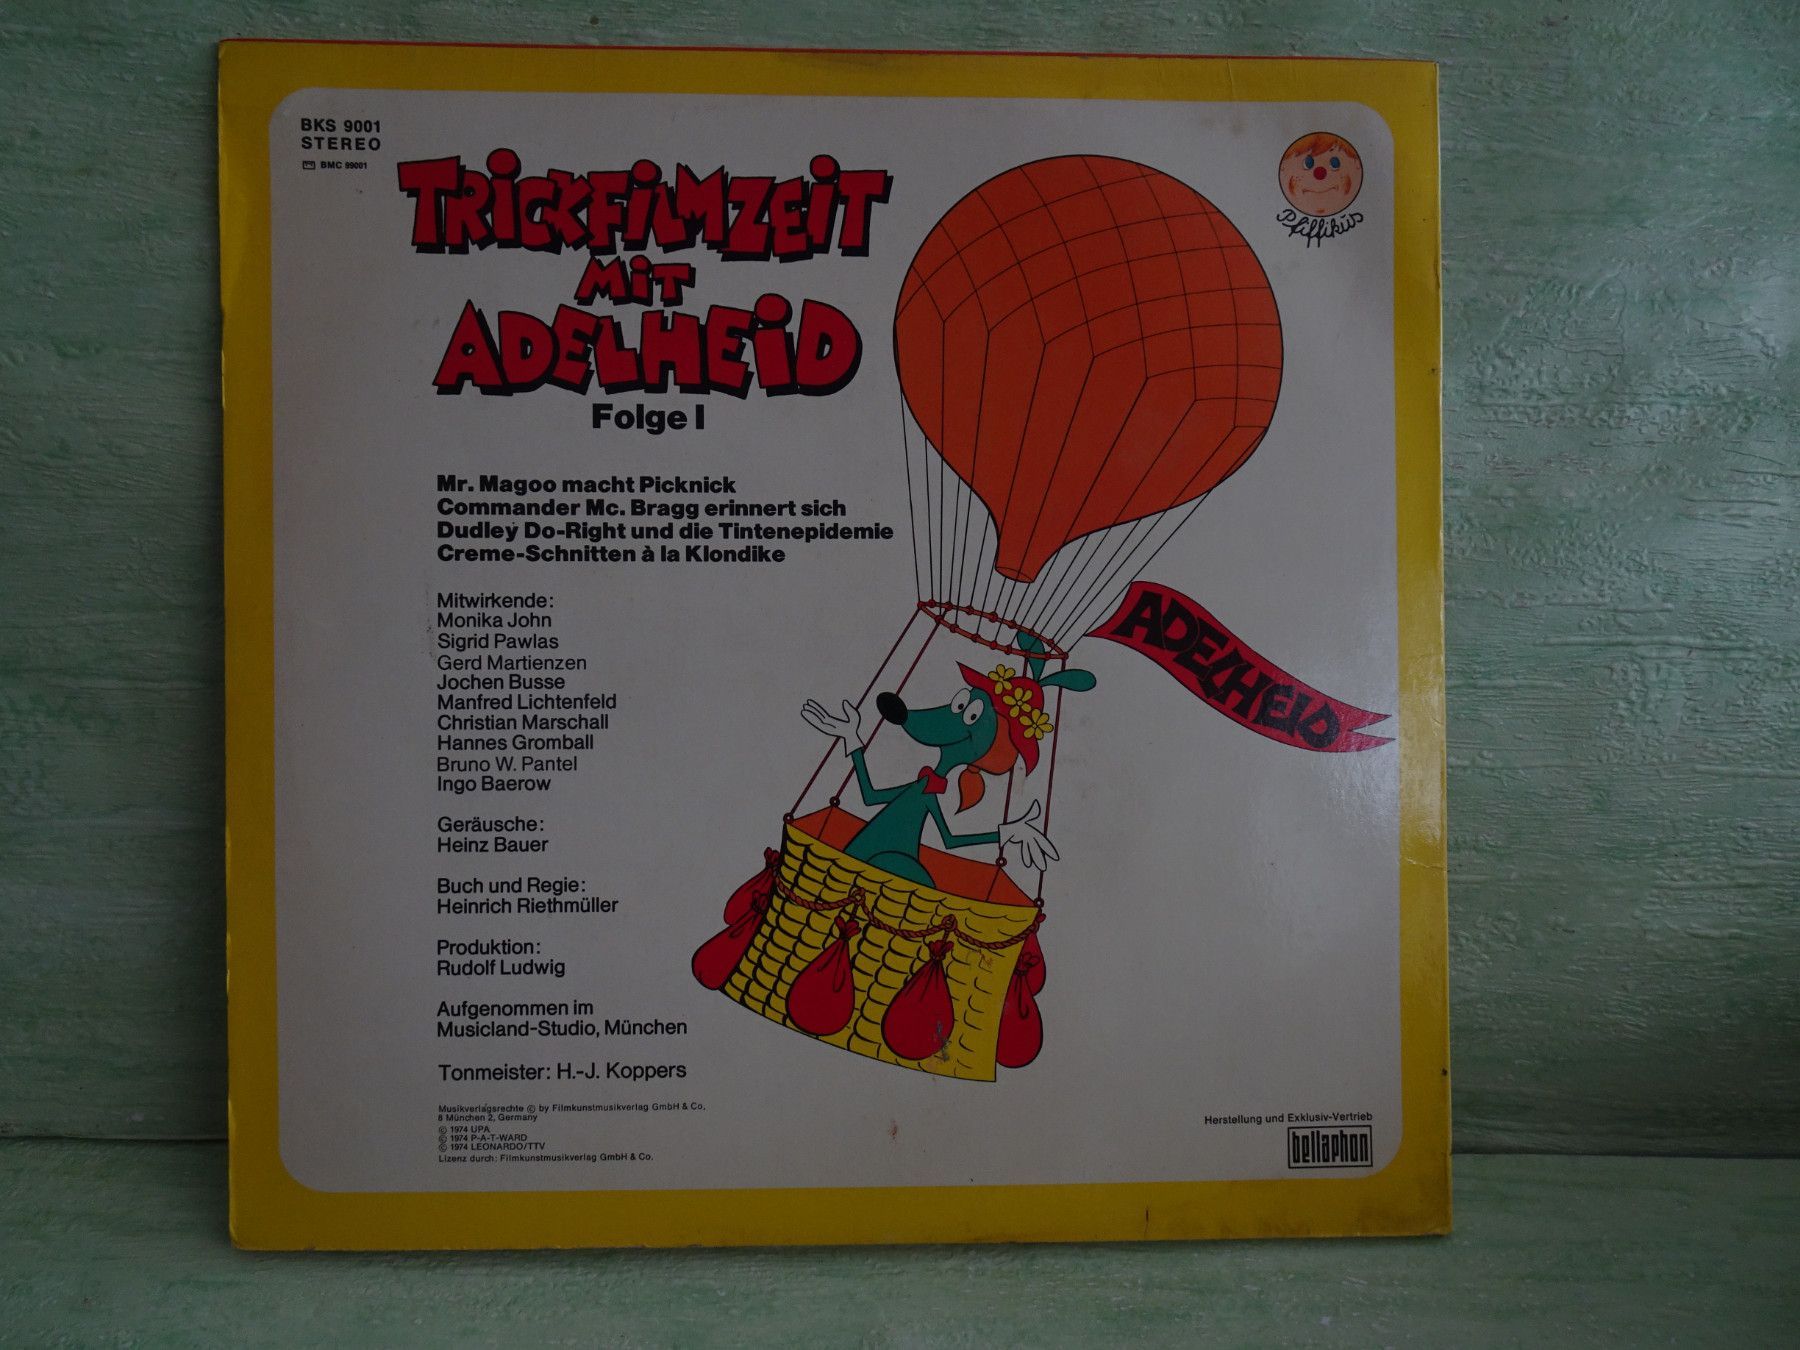 BKS 9001
STEREO
BMC 99001
TRICKFILMZEIT
MIT
ADELHEID
Folge I
Pfiffikus
Mr. Magoo macht Picknick
Commander Mc. Bragg erinnert sich
Dudley Do-Right und die Tintenepidemie
Creme-Schnitten à la Klondike
Mitwirkende:
Monika John
Sigrid Pawlas
Gerd Martienzen
Jochen Busse
Manfred Lichtenfeld
Christian Marschall
Hannes Gromball
Bruno W. Pantel
Ingo Baerow
Geräusche:
Heinz Bauer
Buch und Regie:
Heinrich Riethmüller
Produktion:
Rudolf Ludwig
Aufgenommen im
Musicland-Studio, München
Tonmeister: H.-J. Koppers
Musikverlagsrechte © by Filmkunstmusikverlag GmbH & Co.
8 München 2, Germany
© 1974 UPA
© 1974 P-A-T-WARD
© 1974 LEONARDO/TTV
Lizenz durch: Filmkunstmusikverlag GmbH & Co.
ADELHEID
Herstellung und Exklusiv-Vertrieb
bellaphon